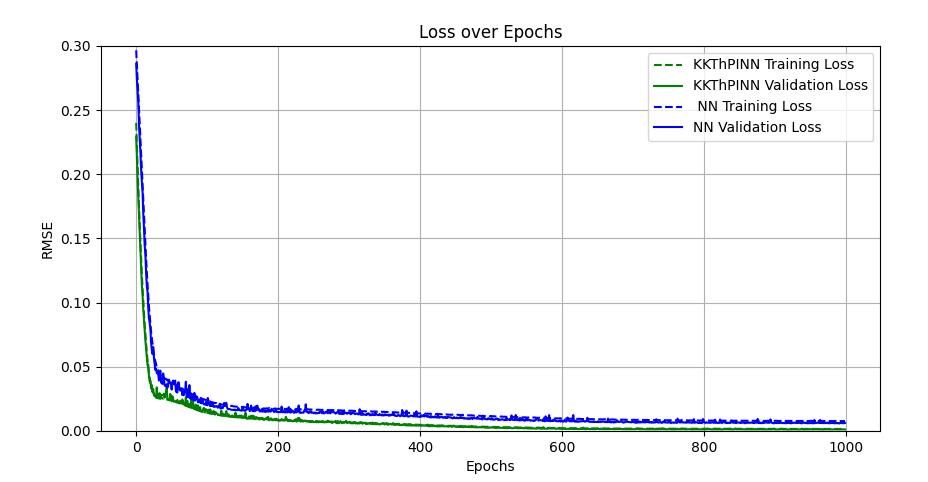 Loss over Epochs
KKThPINN Training Loss
KKThPINN Validation Loss
NN Training Loss
NN Validation Loss
0.30
0.25
0.20
0.15
0.10
0.05
0.00
RMSE
0 200 400 600 800 1000
Epochs